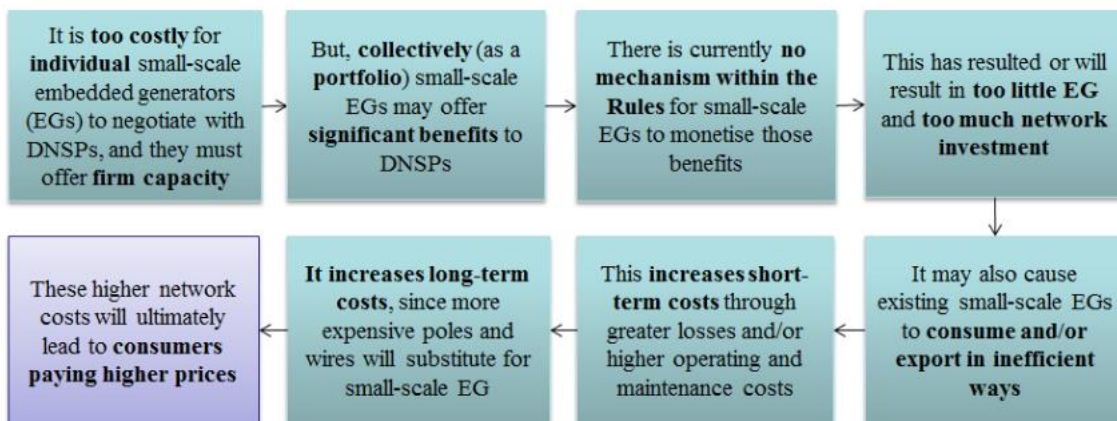 It is too costly for
individual small-scale
embedded generators
(EGs) to negotiate with
DNSPs, and they must
offer firm capacity
But, collectively (as a
portfolio) small-scale
EGs may offer
significant benefits to
DNSPs
There is currently no
mechanism within the
Rules for small-scale
EGs to monetise those
benefits
This has resulted or will
result in too little EG
and too much network
investment
It may also cause
existing small-scale EGs
to consume and/or
export in inefficient
ways
This increases short-
term costs through
greater losses and/or
higher operating and
maintenance costs
It increases long-term
costs, since more
expensive poles and
wires will substitute for
small-scale EG
These higher network
costs will ultimately
lead to consumers
paying higher prices